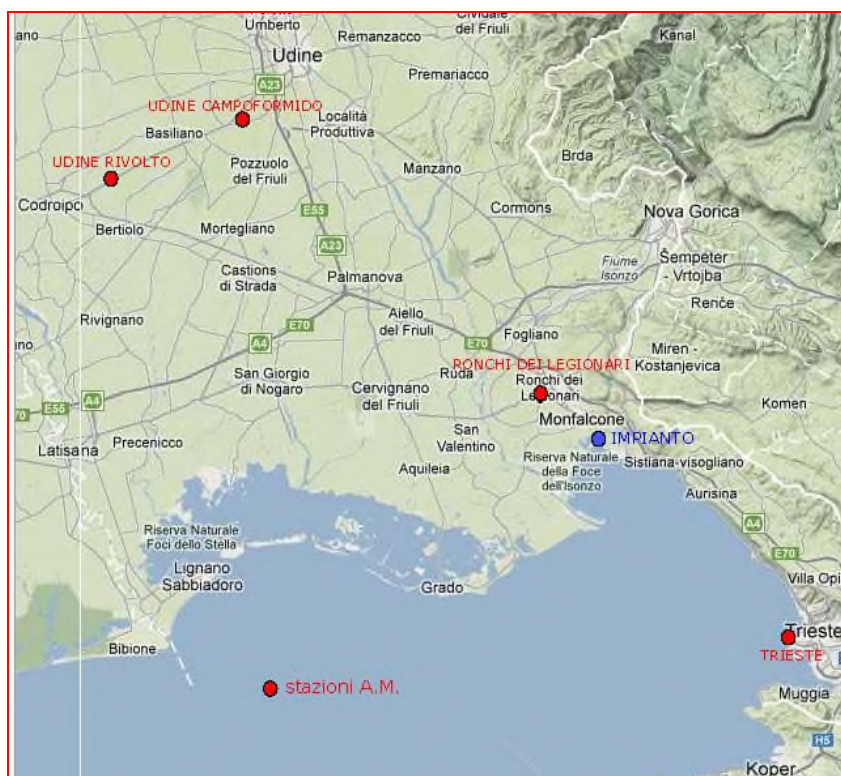 Umberto
Cividale del
Friuli
Kanal
Remanzacco
Udine
Premariacco
A23
UDINE CAMPOFORMIDO
Località
Produttiva
Basiliano
UDINE RIVOLTO
Pozzuolo
del Friuli
Manzano
Brda
Codroipo
Cormons
Nova Gorica
E55
Bertiolo
Mortegliano
A23
Fiume
Isonzo
Šempeter
- Vrtojba
Castions
di Strada
Palmanova
Renče
Rivignano
Aiello
del Friuli
Fogliano
E70
A4
E70
Miren -
Kostanjevica
RONCHI DEI LEGIONARI
San Giorgio
di Nogaro
Ruda
Ronchi dei
Legionari
Cervignano
del Friuli
Komen
70
E55
A4
Monfalcone
Latisana
Precenicco
San
Valentino
IMPIANTO
Aquileia
Riserva Naturale
della Foce
dell'Isonzo
Sistiana-visogliano
Aurisina
A4
Riserva Naturale
Foci dello Stella
E70
Lignano
Sabbiadoro
Grado
Villa Opi
Bibione
Trieste
TRIESTE
stazioni A.M.
Muggia
H5
Koper